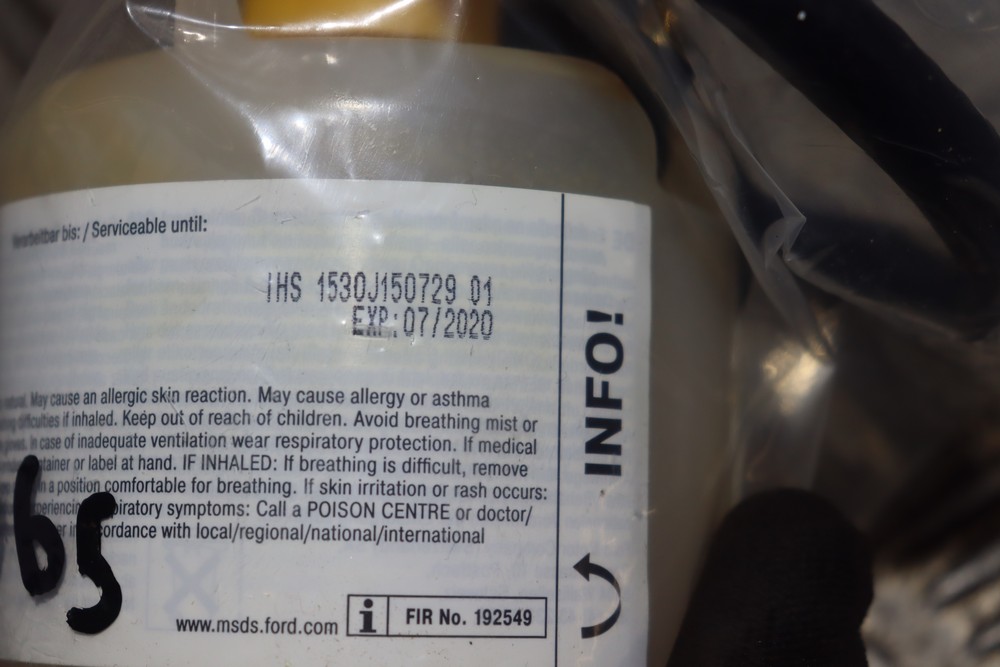 bis: / Serviceable until:
IHS 1530J150729 01
EXP:07/2020
May cause an allergic skin reaction. May cause allergy or asthma
difficulties if inhaled. Keep out of reach of children. Avoid breathing mist or
In case of inadequate ventilation wear respiratory protection. If medical
or label at hand. IF INHALED: If breathing is difficult, remove
in a position comfortable for breathing. If skin irritation or rash occurs:
symptoms: Call a POISON CENTRE or doctor/
with local/regional/national/international
65
www.msds.ford.com
i FIR No. 192549
INFO!